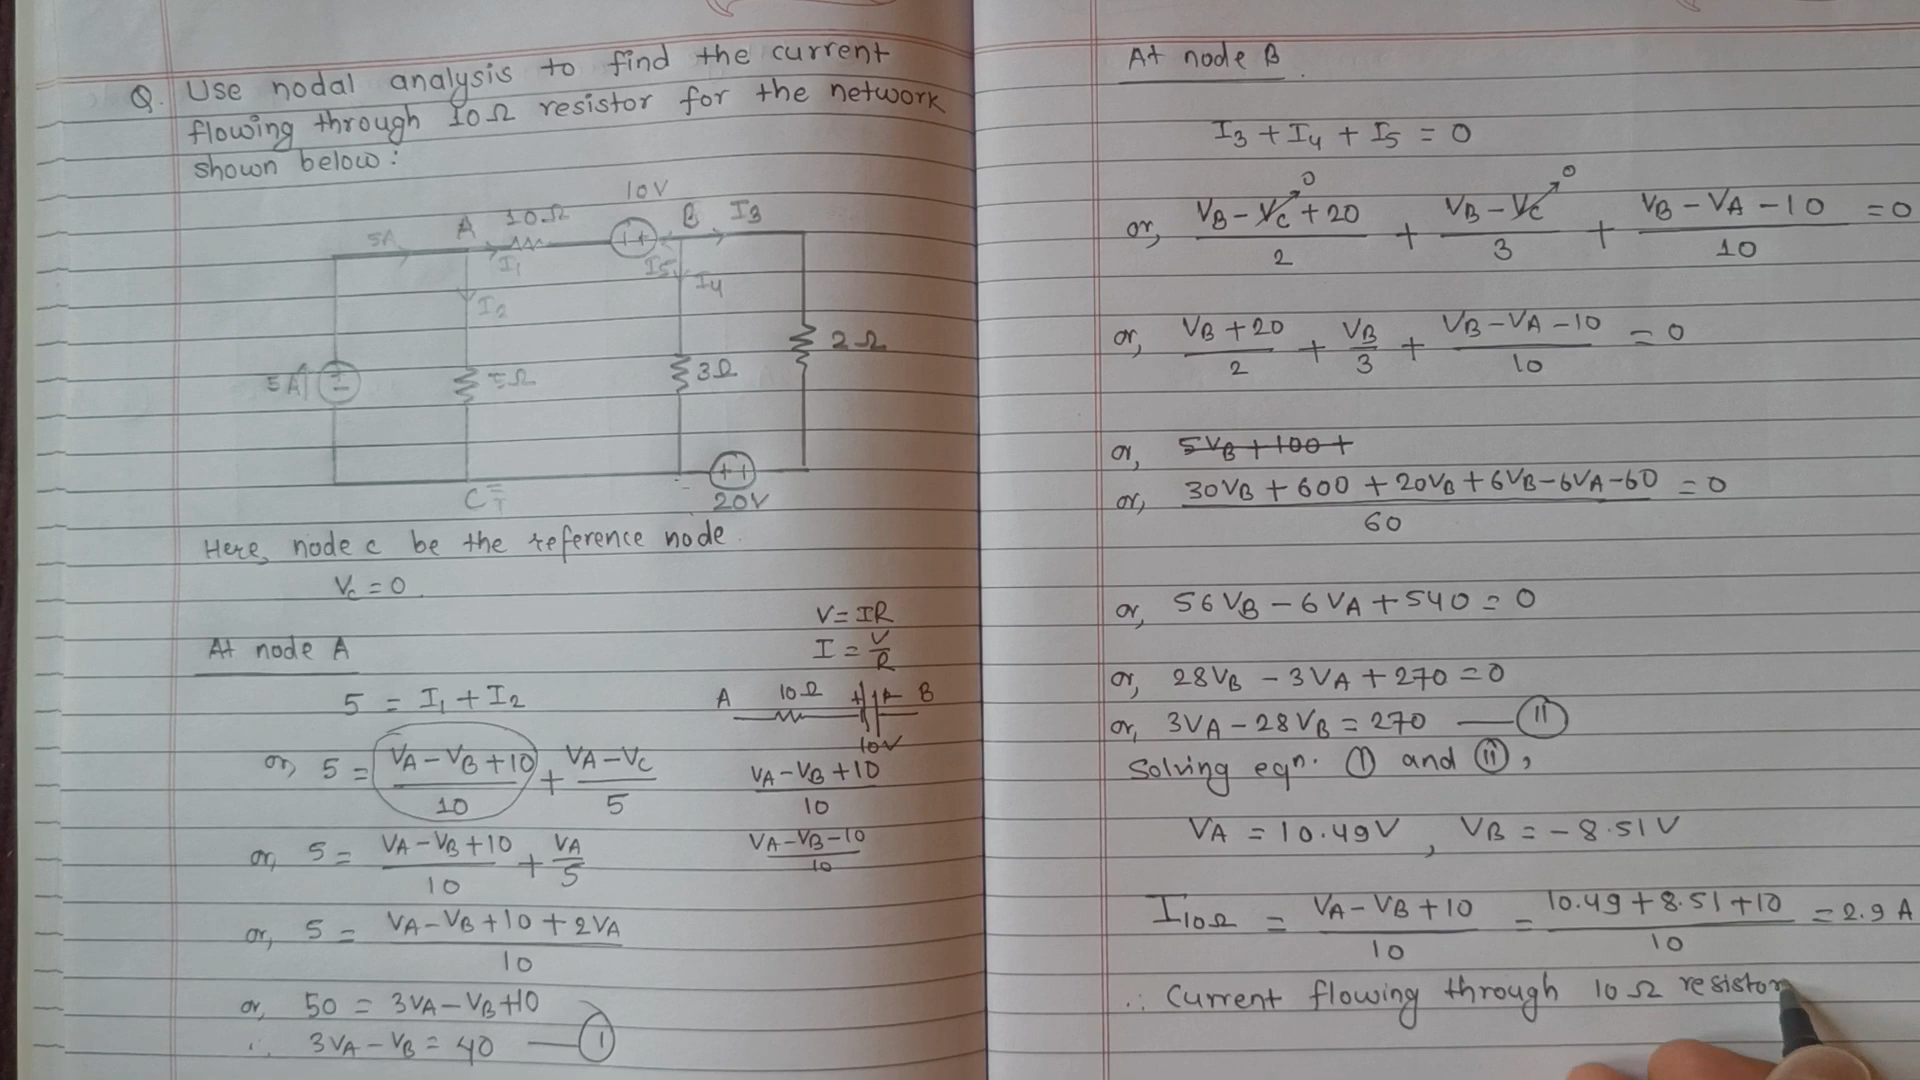 Q. Use nodal analysis to find the current
flowing through 10Ω resistor for the network
shown below:
10V
5A A 10Ω B I3
I1 I5 I4
I2
5A 5Ω 3Ω 2Ω
C 20V
Here, node c be the reference node.
Vc = 0.
At node A
V = IR
I = V/R
5 = I1 + I2
A 10Ω + - B
10V
or, 5 = (VA - VB + 10)/10 + (VA - VC)/5
(VA - VB + 10)/10
or, 5 = (VA - VB + 10)/10 + VA/5
(VA - VB - 10)/10
or, 5 = (VA - VB + 10 + 2VA)/10
or, 50 = 3VA - VB + 10
∴ 3VA - VB = 40 — (I)
At node B
I3 + I4 + I5 = 0
or, (VB - VC + 20)/2 + (VB - VC)/3 + (VB - VA - 10)/10 = 0
0 0
or, (VB + 20)/2 + VB/3 + (VB - VA - 10)/10 = 0
or, 5VB + 100 +
or, (30VB + 600 + 20VB + 6VB - 6VA - 60)/60 = 0
or, 56VB - 6VA + 540 = 0
or, 28VB - 3VA + 270 = 0
or, 3VA - 28VB = 270 — (II)
Solving eqn. (I) and (II),
VA = 10.49V, VB = -8.51V
I10Ω = (VA - VB + 10)/10 = (10.49 + 8.51 + 10)/10 = 2.9 A
∴ Current flowing through 10Ω resistor